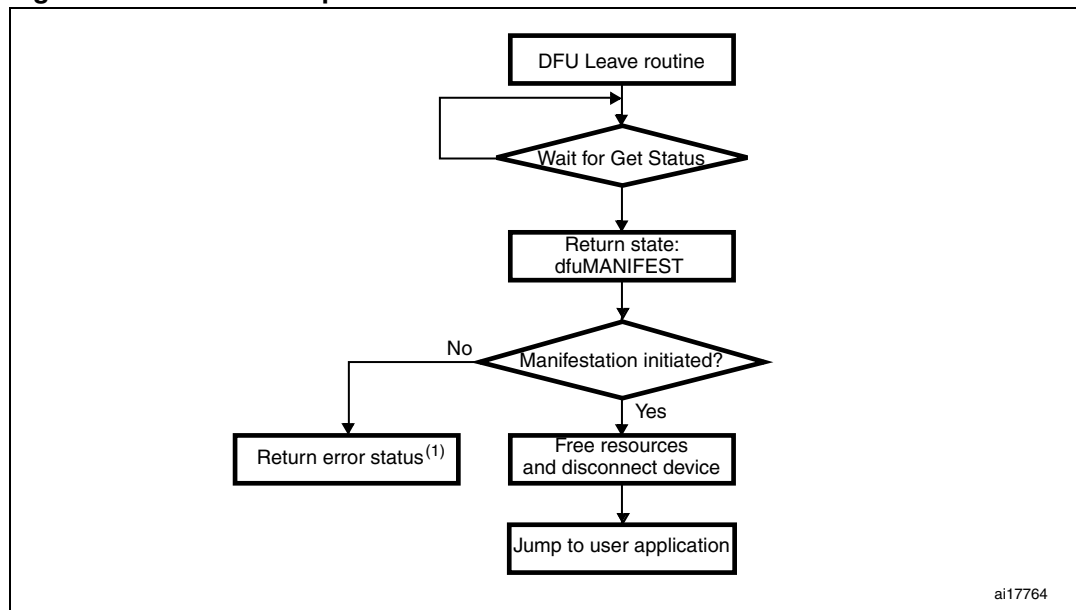 DFU Leave routine
Wait for Get Status
Return state:
dfuMANIFEST
Manifestation initiated?
No
Yes
Return error status(1)
Free resources
and disconnect device
Jump to user application
ai17764